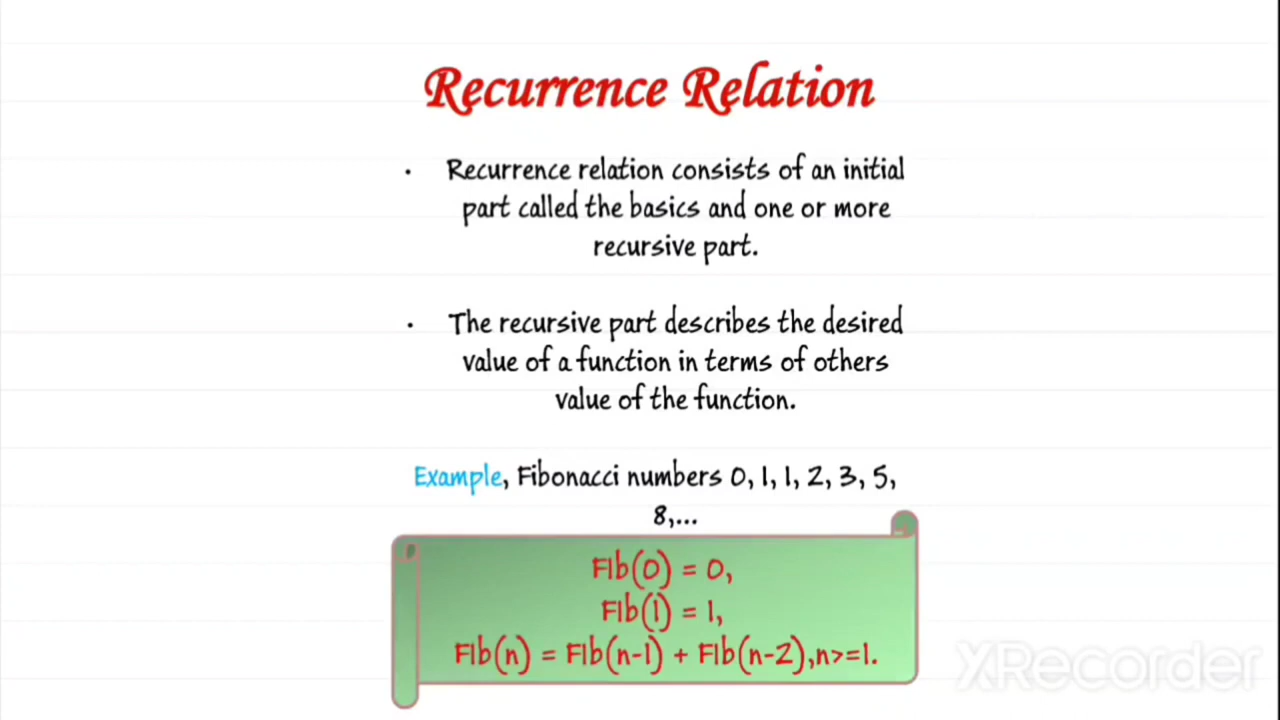 Recurrence Relation
• Recurrence relation consists of an initial
part called the basics and one or more
recursive part.
• The recursive part describes the desired
value of a function in terms of others
value of the function.
Example, Fibonacci numbers 0, 1, 1, 2, 3, 5,
8,...
FIb(0) = 0,
FIb(1) = 1,
FIb(n) = FIb(n-1) + FIb(n-2),n>=1.
XRecorder